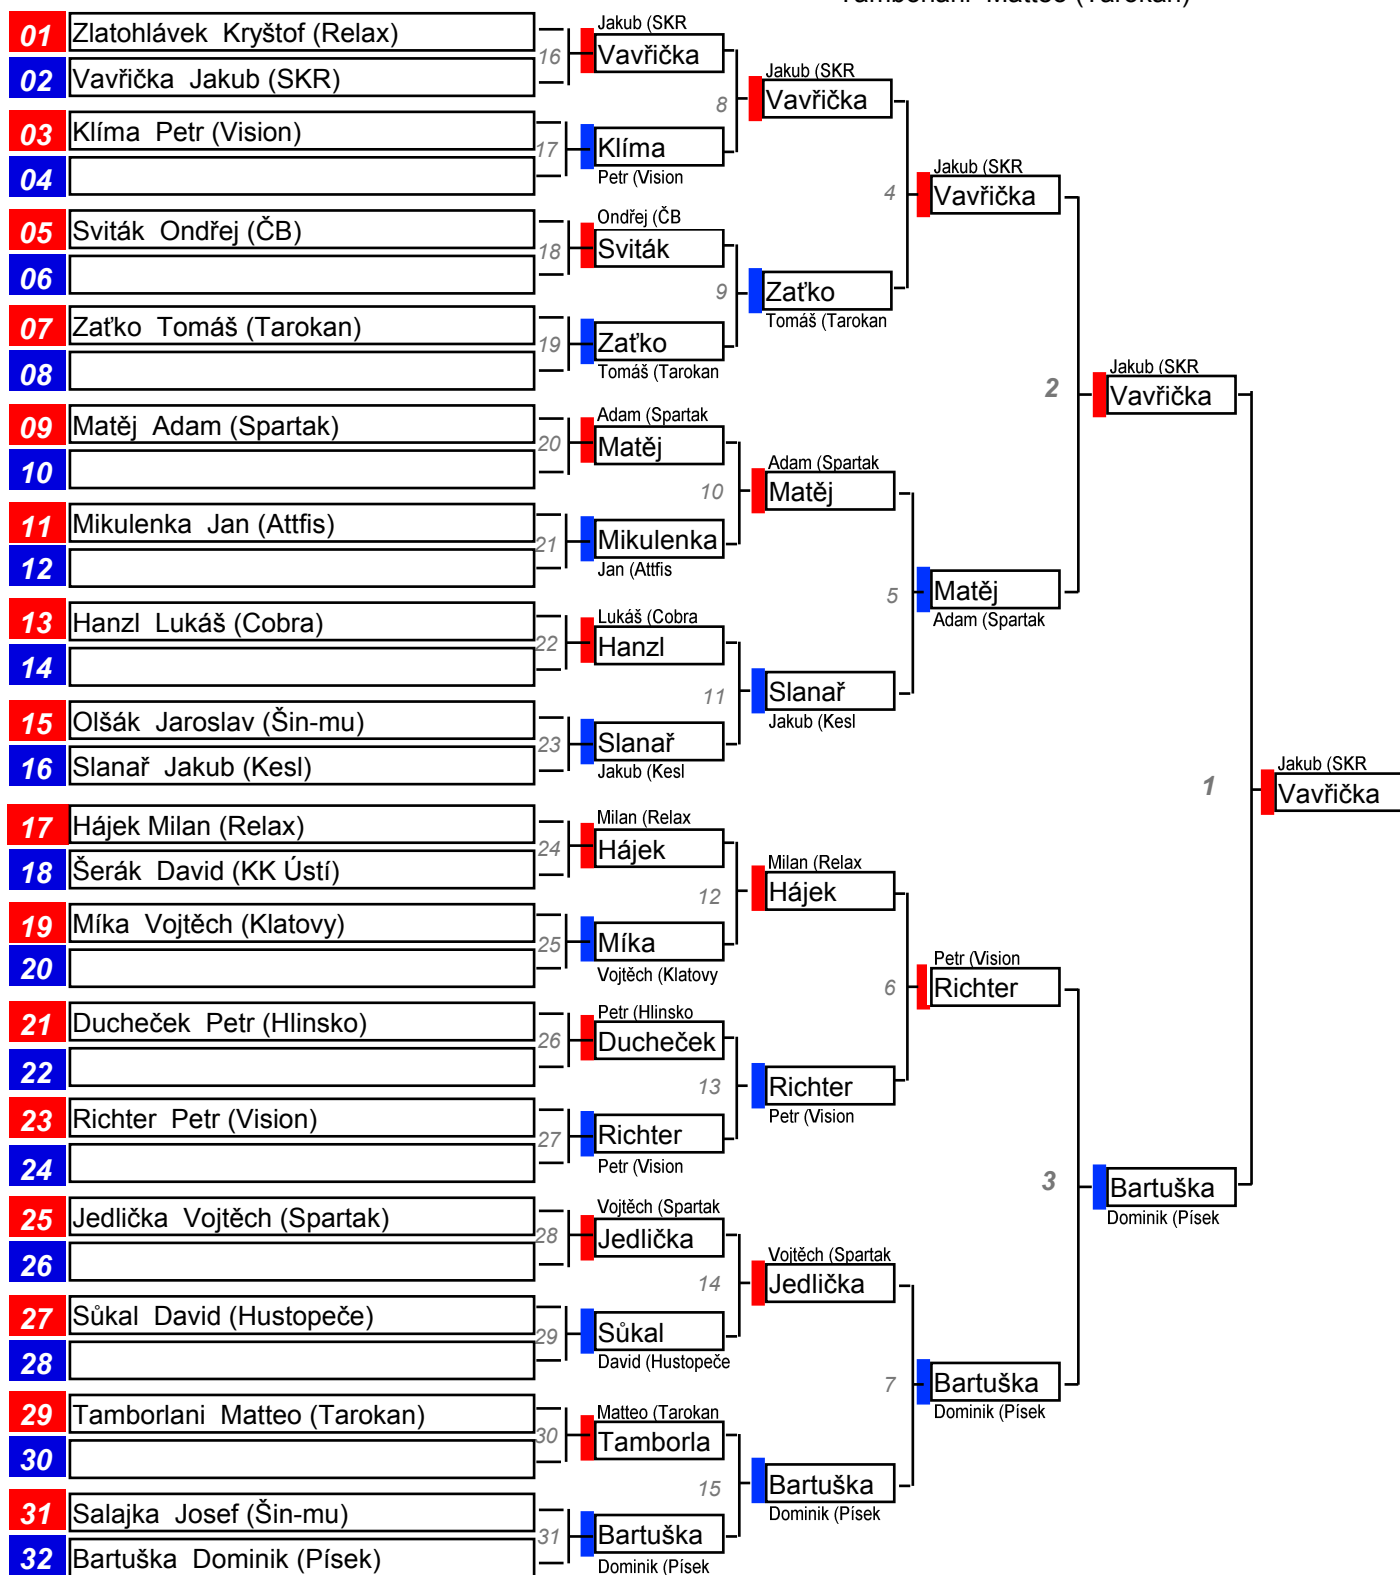 Tamborlani  Matteo (Tarokan)
01 Zlatohlávek  Kryštof (Relax)
02 Vavřička  Jakub (SKR)
03 Klíma  Petr (Vision)
04
05 Sviták  Ondřej (ČB)
06
07 Zaťko  Tomáš (Tarokan)
08
09 Matěj  Adam (Spartak)
10
11 Mikulenka  Jan (Attfis)
12
13 Hanzl  Lukáš (Cobra)
14
15 Olšák  Jaroslav (Šin-mu)
16 Slanař  Jakub (Kesl)
17 Hájek Milan (Relax)
18 Šerák  David (KK Ústí)
19 Míka  Vojtěch (Klatovy)
20
21 Ducheček  Petr (Hlinsko)
22
23 Richter  Petr (Vision)
24
25 Jedlička  Vojtěch (Spartak)
26
27 Sůkal  David (Hustopeče)
28
29 Tamborlani  Matteo (Tarokan)
30
31 Salajka  Josef (Šin-mu)
32 Bartuška  Dominik (Písek)
16
Jakub (SKR
Vavřička
17
Klíma
Petr (Vision
18
Ondřej (ČB
Sviták
19
Zaťko
Tomáš (Tarokan
20
Adam (Spartak
Matěj
21
Mikulenka
Jan (Attfis
22
Lukáš (Cobra
Hanzl
23
Slanař
Jakub (Kesl
24
Milan (Relax
Hájek
25
Míka
Vojtěch (Klatovy
26
Petr (Hlinsko
Ducheček
27
Richter
Petr (Vision
28
Vojtěch (Spartak
Jedlička
29
Sůkal
David (Hustopeče
30
Matteo (Tarokan
Tamborla
31
Bartuška
Dominik (Písek
8
Jakub (SKR
Vavřička
9
Zaťko
Tomáš (Tarokan
10
Adam (Spartak
Matěj
11
Slanař
Jakub (Kesl
12
Milan (Relax
Hájek
13
Richter
Petr (Vision
14
Vojtěch (Spartak
Jedlička
15
Bartuška
Dominik (Písek
4
Jakub (SKR
Vavřička
5
Matěj
Adam (Spartak
6
Petr (Vision
Richter
7
Bartuška
Dominik (Písek
2
Jakub (SKR
Vavřička
3
Bartuška
Dominik (Písek
1
Jakub (SKR
Vavřička